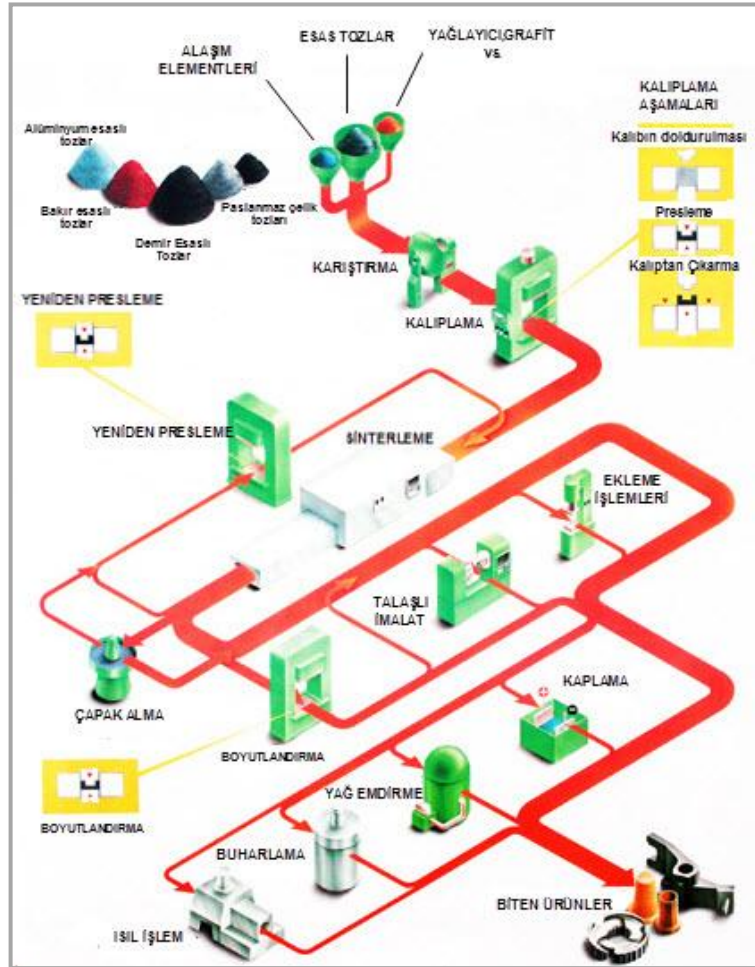 ESAS TOZLAR
YAĞLAYICI,GRAFİT
VS.
ALAŞIM
ELEMENTLERİ
KALIPLAMA
AŞAMALARI
Kalıbın doldurulması
Alüminyum esaslı
tozlar
Bakır esaslı
tozlar
Paslanmaz çelik
tozları
Demir Esaslı
Tozlar
Presleme
Kalıptan Çıkarma
KARIŞTIRMA
KALIPLAMA
YENİDEN PRESLEME
YENİDEN PRESLEME
SİNTERLEME
EKLEME
İŞLEMLERİ
TALAŞLI
İMALAT
ÇAPAK ALMA
KAPLAMA
BOYUTLANDIRMA
BOYUTLANDIRMA
YAĞ EMDİRME
BUHARLAMA
ISIL İŞLEM
BİTEN ÜRÜNLER